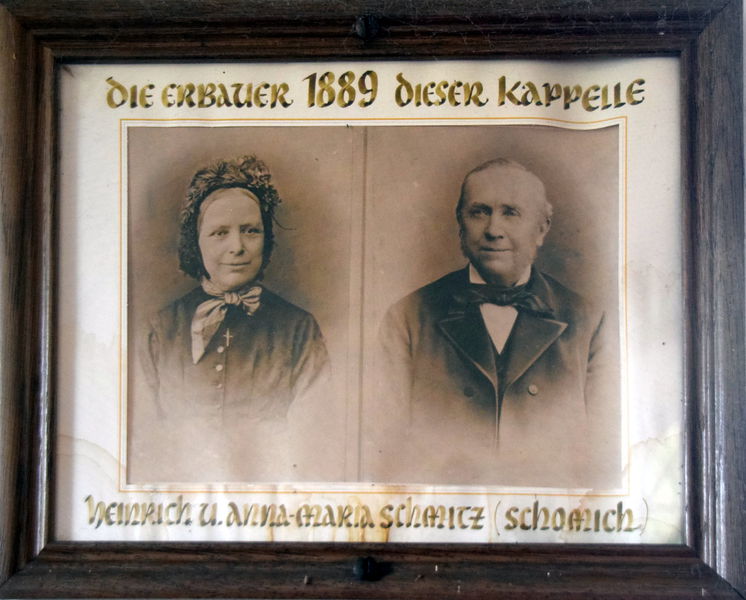 DIE ERBAUER 1889 DIESER KAPPELLE
HEINRICH U. ANNA-MARIA SCHMITZ (SCHOMICH)